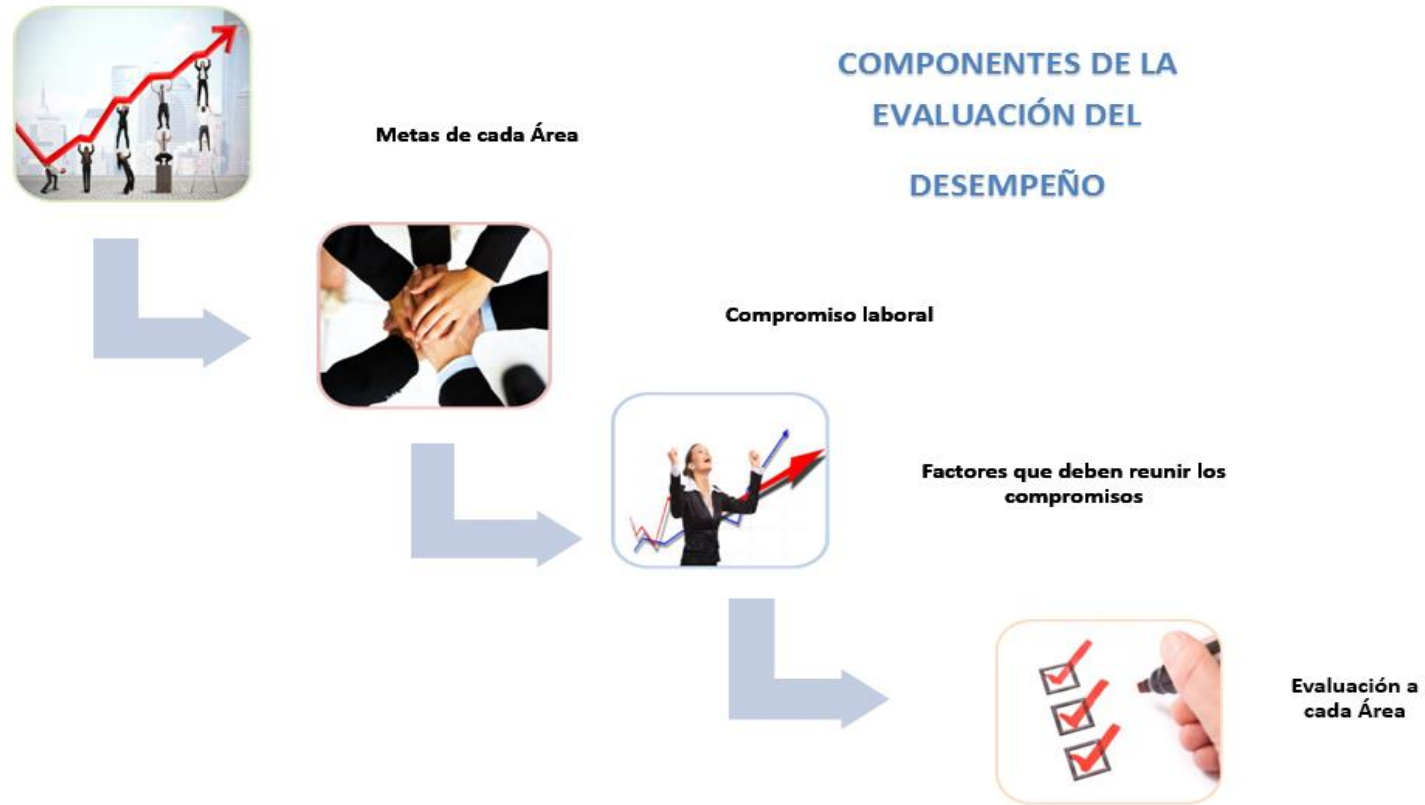 COMPONENTES DE LA
EVALUACIÓN DEL
DESEMPEÑO
Metas de cada Área
Compromiso laboral
Factores que deben reunir los
compromisos
Evaluación a
cada Área